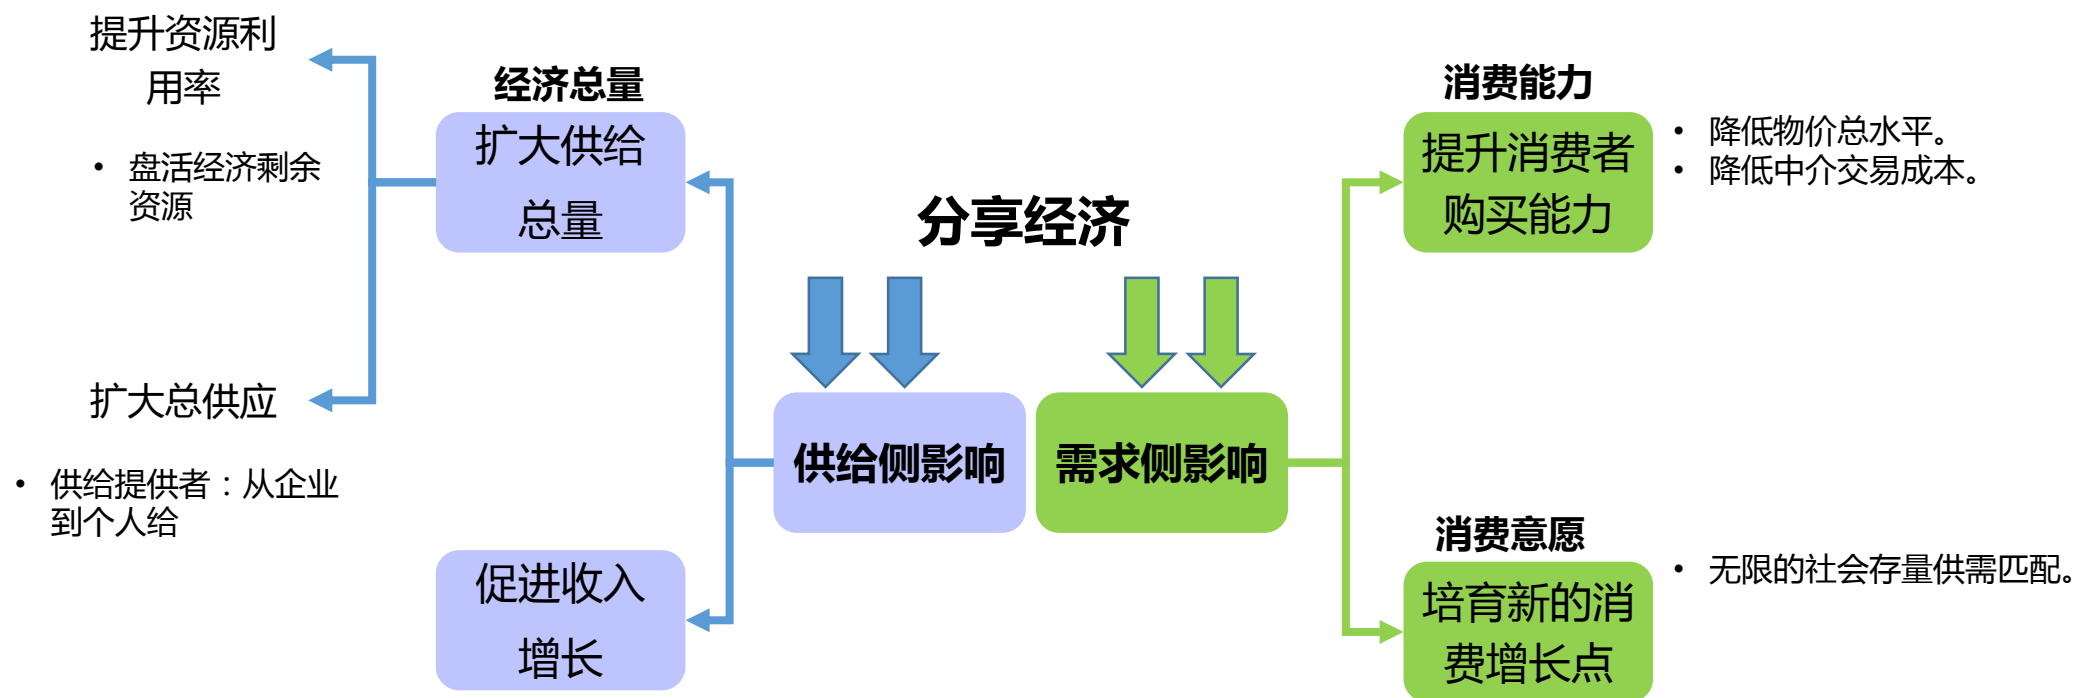 分享经济
供给侧影响
需求侧影响
经济总量
扩大供给
总量
提升资源利
用率
• 盘活经济剩余
资源
扩大总供应
• 供给提供者：从企业
到个人给
促进收入
增长
消费能力
提升消费者
购买能力
• 降低物价总水平。
• 降低中介交易成本。
消费意愿
培育新的消
费增长点
• 无限的社会存量供需匹配。